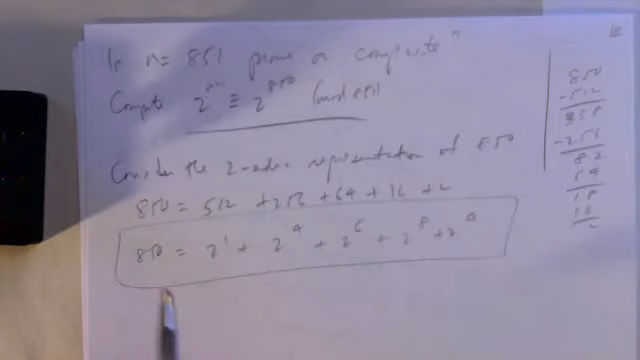 Is n = 851 prime or composite?
Compute 2^{n-1} ≡ 2^{850} (mod 851)
Consider the 2-adic representation of 850
850 = 512 + 256 + 64 + 16 + 2
850 = 2^1 + 2^4 + 2^6 + 2^8 + 2^9
850
-512
338
-256
82
64
18
16
2